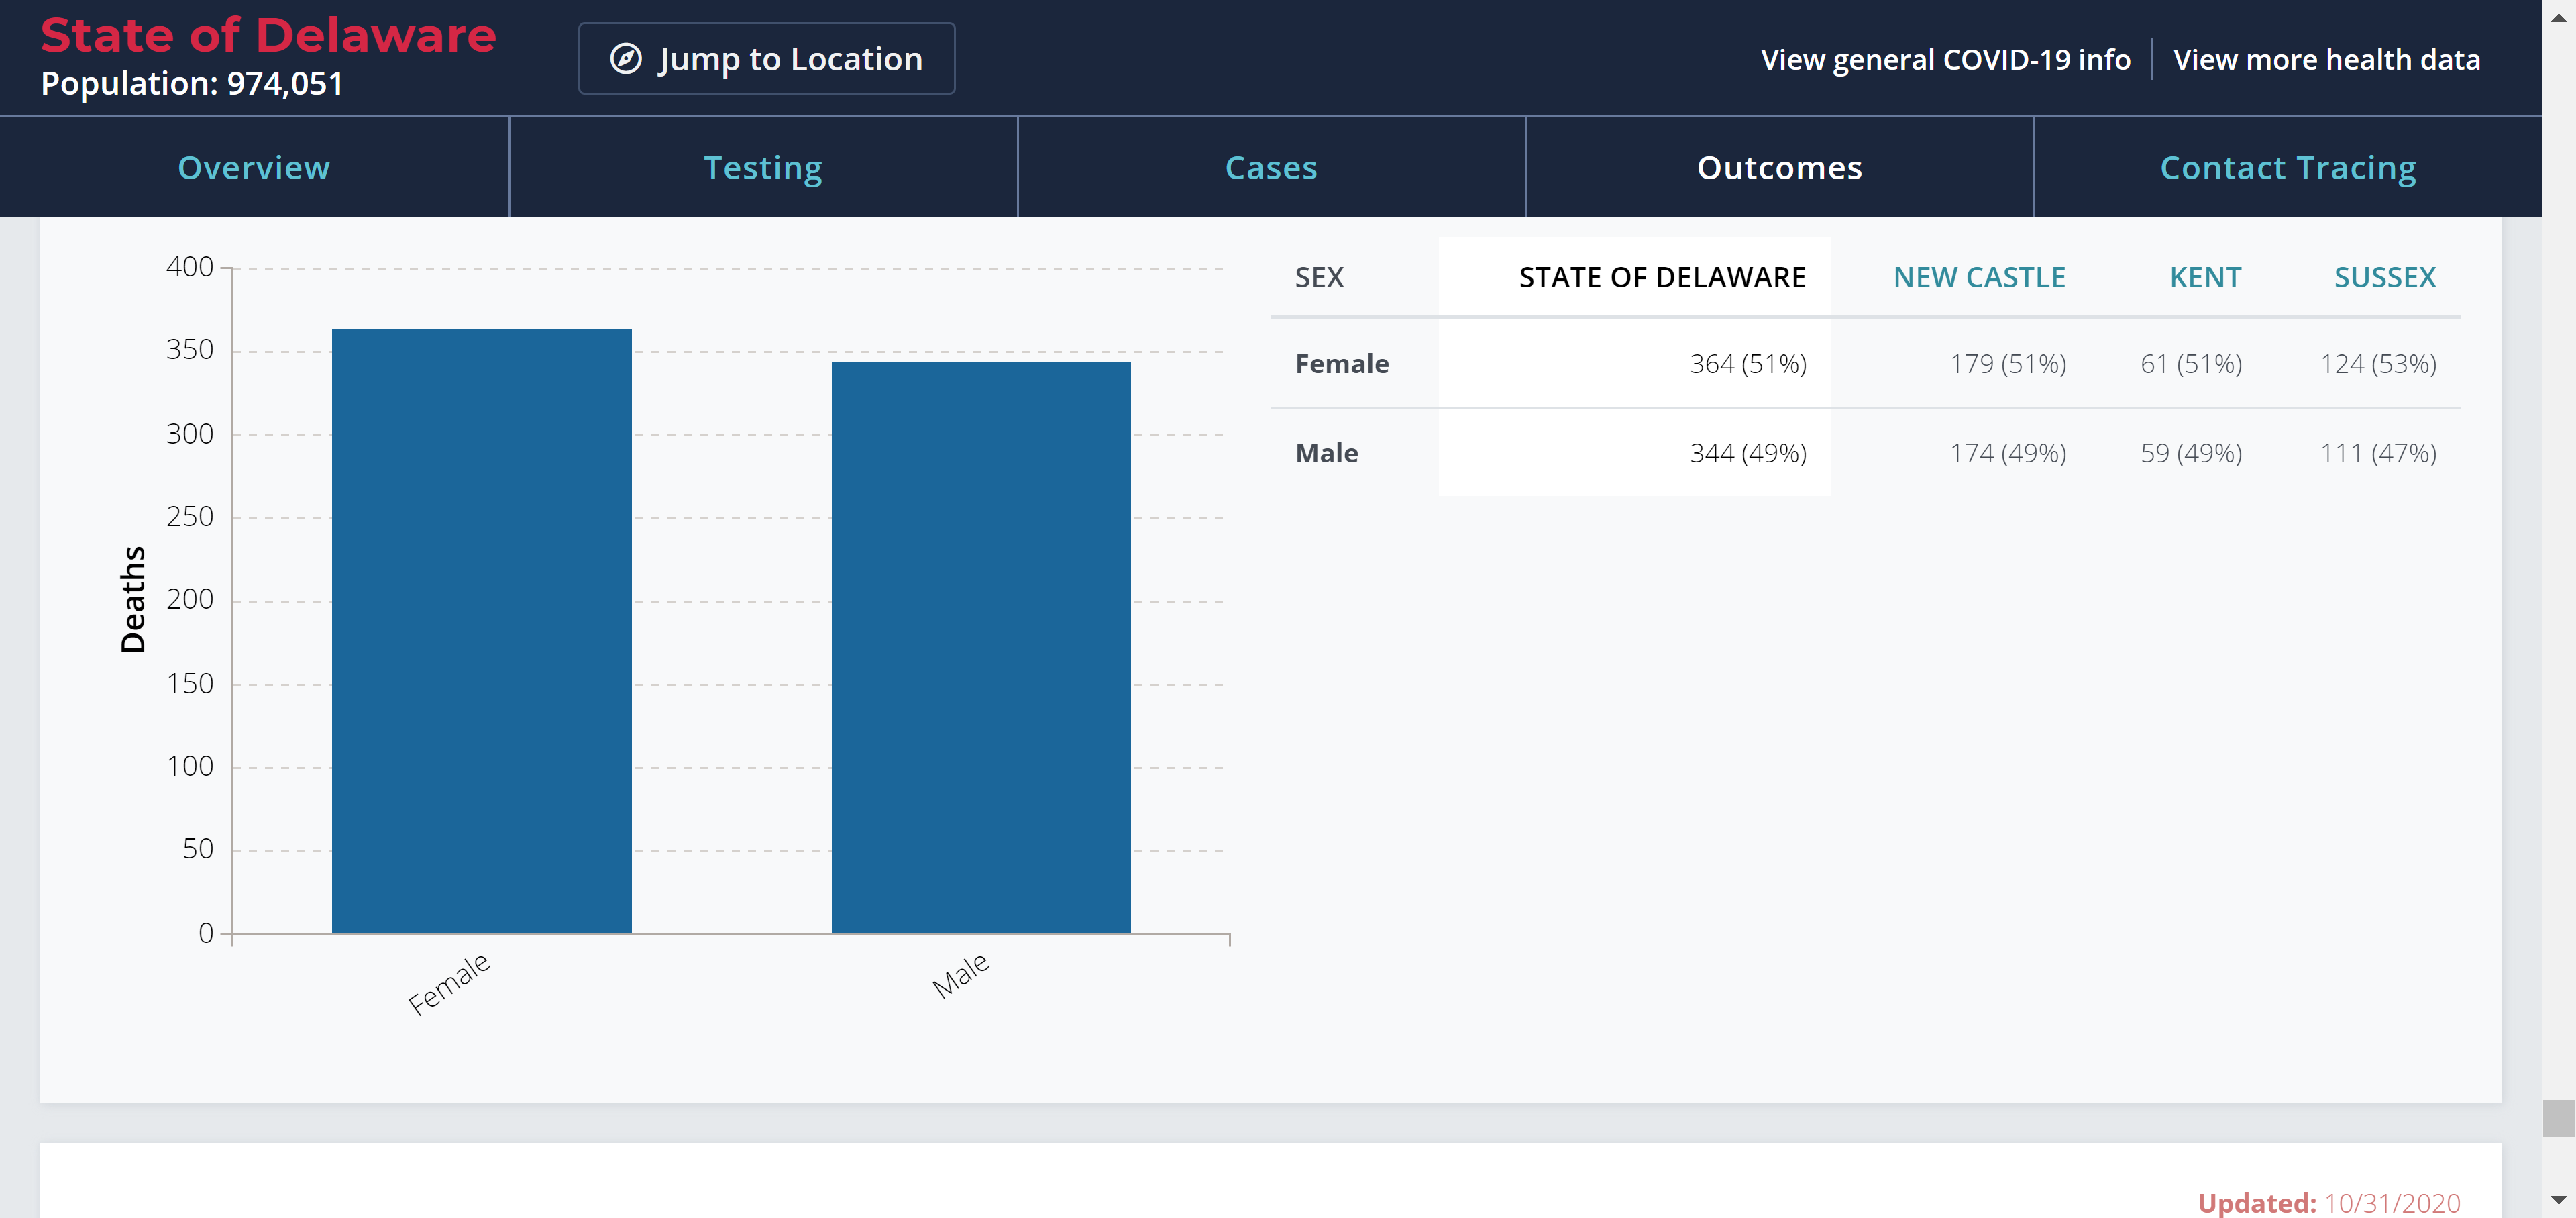 State of Delaware
Population: 974,051
Jump to Location
View general COVID-19 info
View more health data
Overview
Testing
Cases
Outcomes
Contact Tracing
400
350
300
250
200
150
100
50
0
Deaths
Female
Male
SEX STATE OF DELAWARE NEW CASTLE KENT SUSSEX
Female 364 (51%) 179 (51%) 61 (51%) 124 (53%)
Male 344 (49%) 174 (49%) 59 (49%) 111 (47%)
Updated: 10/31/2020